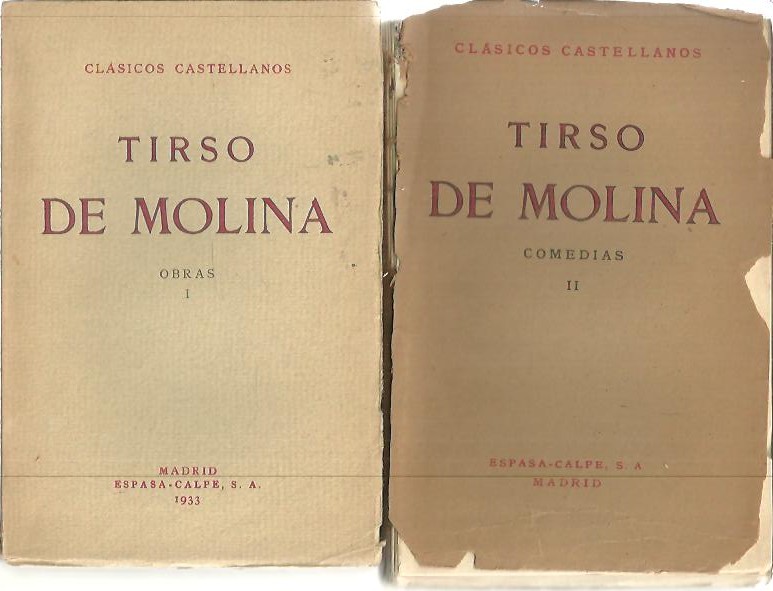 CLÁSICOS CASTELLANOS
TIRSO
DE MOLINA
OBRAS
I
MADRID
ESPASA-CALPE, S. A.
1933
CLÁSICOS CASTELLANOS
TIRSO
DE MOLINA
COMEDIAS
II
ESPASA-CALPE, S. A
MADRID